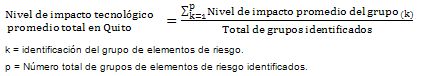 Nivel de impacto tecnológico
promedio total en Quito
= Σ^p_{k=1} Nivel de impacto promedio del grupo (k)
Total de grupos identificados
k = identificación del grupo de elementos de riesgo.
p = Número total de grupos de elementos de riesgo identificados.